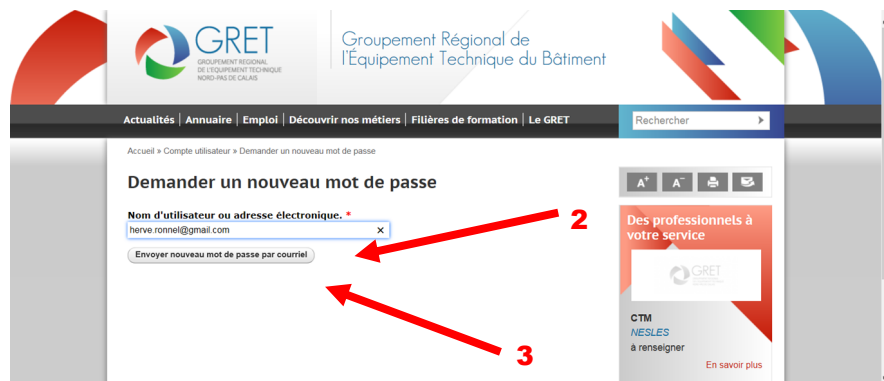 GRET
GROUPEMENT REGIONAL
DE L'EQUIPEMENT TECHNIQUE
NORD-PAS DE CALAIS
Groupement Régional de
l'Équipement Technique du Bâtiment
Actualités | Annuaire | Emploi | Découvrir nos métiers | Filières de formation | Le GRET
Rechercher
Accueil » Compte utilisateur » Demander un nouveau mot de passe
Demander un nouveau mot de passe
A+ A-
Nom d'utilisateur ou adresse électronique. *
herve.ronnel@gmail.com ×
Envoyer nouveau mot de passe par courriel
2
3
Des professionnels à
votre service
GRET
CTM
NESLES
à renseigner
En savoir plus